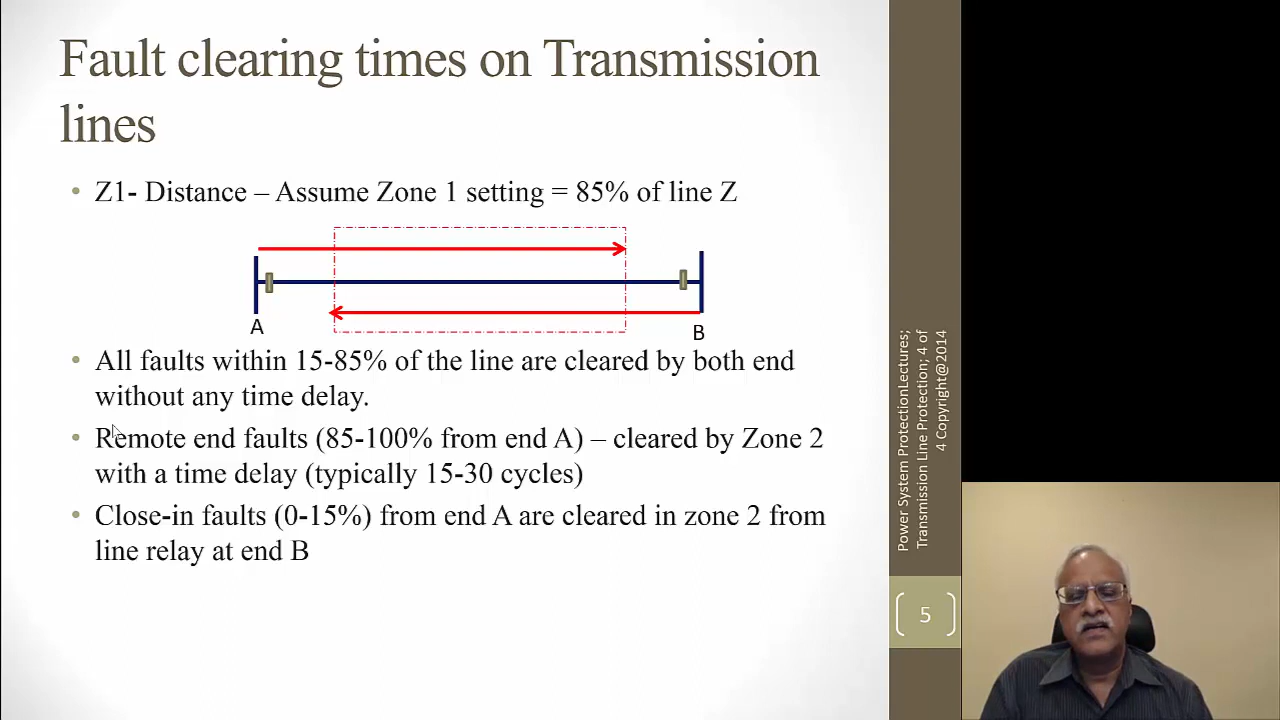 Fault clearing times on Transmission
lines
• Z1- Distance – Assume Zone 1 setting = 85% of line Z
A
B
• All faults within 15-85% of the line are cleared by both end
without any time delay.
• Remote end faults (85-100% from end A) – cleared by Zone 2
with a time delay (typically 15-30 cycles)
• Close-in faults (0-15%) from end A are cleared in zone 2 from
line relay at end B
Power System ProtectionLectures;
Transmission Line Protection; 4 of
4 Copyright@2014
5